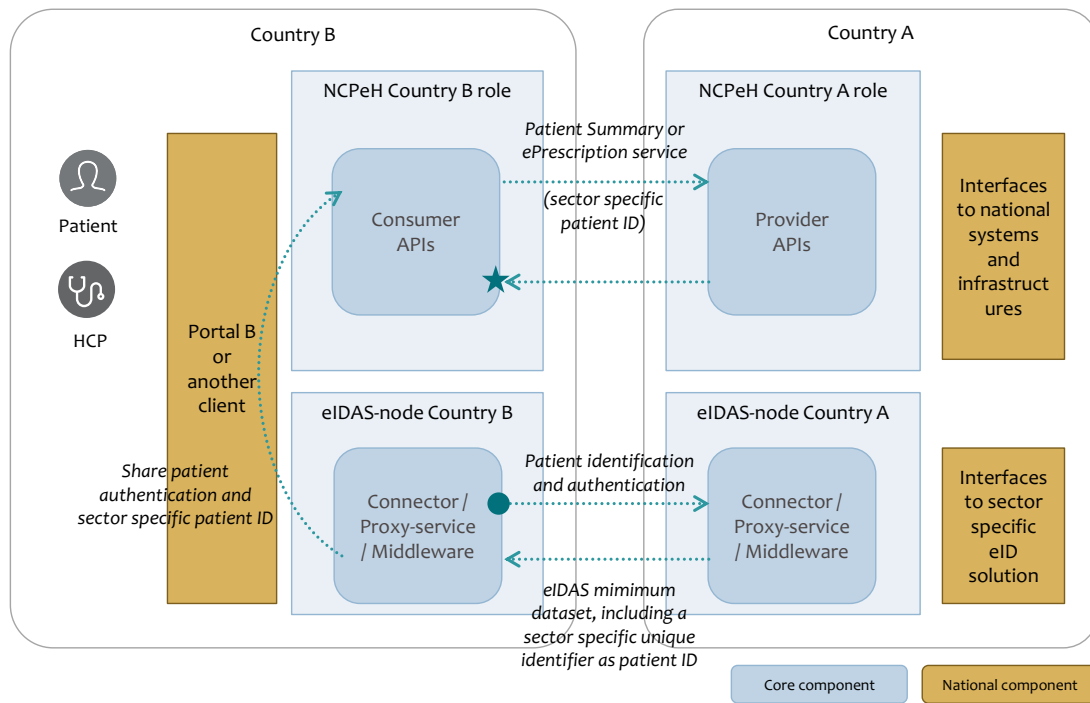 Country B
Country A
NCPeH Country B role
NCPeH Country A role
Patient
HCP
Portal B
or
another
client
Consumer
APIs
Patient Summary or
ePrescription service
(sector specific
patient ID)
Provider
APIs
Interfaces
to national
systems
and
infrastruct
ures
eIDAS-node Country B
eIDAS-node Country A
Share patient
authentication and
sector specific patient ID
Connector /
Proxy-service
/ Middleware
Patient identification
and authentication
Connector /
Proxy-service
/ Middleware
Interfaces
to sector
specific
eID
solution
eIDAS mimimum
dataset, including a
sector specific unique
identifier as patient ID
Core component
National component